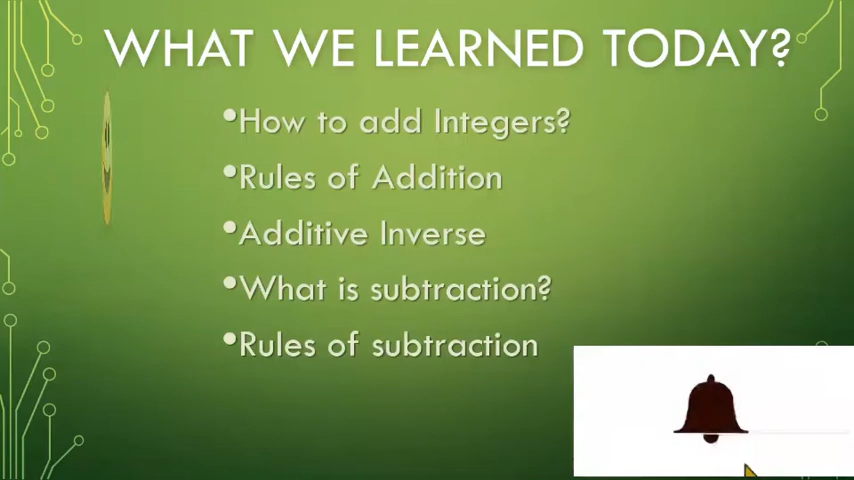 WHAT WE LEARNED TODAY?
•How to add Integers?
•Rules of Addition
•Additive Inverse
•What is subtraction?
•Rules of subtraction